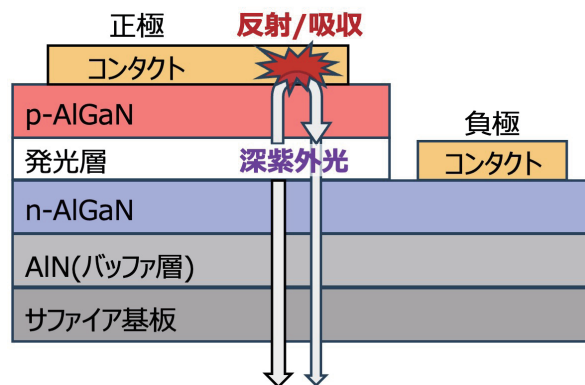 正極
反射/吸収
コンタクト
p-AlGaN
負極
発光層
深紫外光
コンタクト
n-AlGaN
AlN(バッファ層)
サファイア基板